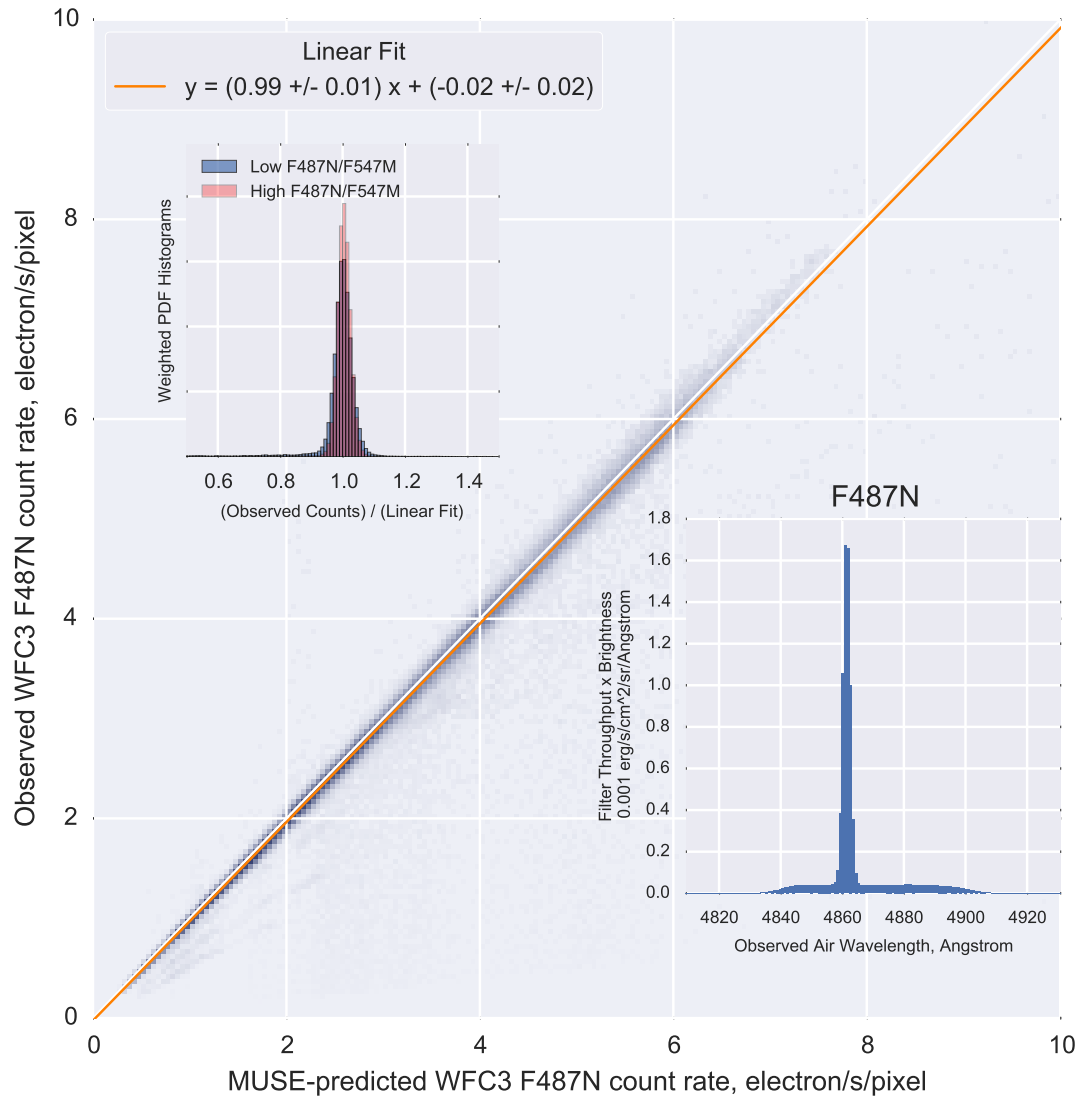 10
Linear Fit
y = (0.99 +/- 0.01) x + (-0.02 +/- 0.02)
Low F487N/F547M
High F487N/F547M
Weighted PDF Histograms
0.6 0.8 1.0 1.2 1.4
(Observed Counts) / (Linear Fit)
8
6
4
2
0
Observed WFC3 F487N count rate, electron/s/pixel
F487N
1.8
1.6
1.4
1.2
1.0
0.8
0.6
0.4
0.2
0.0
Filter Throughput x Brightness
0.001 erg/s/cm^2/sr/Angstrom
4820 4840 4860 4880 4900 4920
Observed Air Wavelength, Angstrom
0 2 4 6 8 10
MUSE-predicted WFC3 F487N count rate, electron/s/pixel